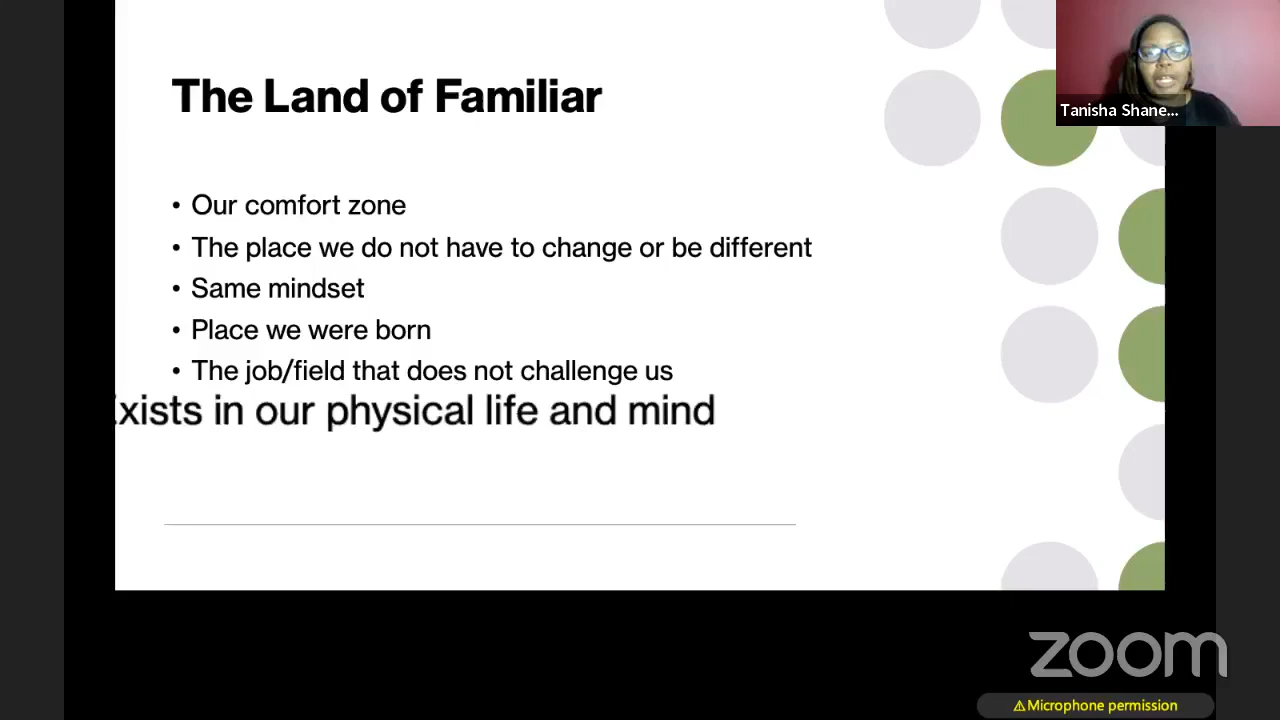 The Land of Familiar
• Our comfort zone
• The place we do not have to change or be different
• Same mindset
• Place we were born
• The job/field that does not challenge us
Exists in our physical life and mind
Tanisha Shane...
zoom
⚠Microphone permission